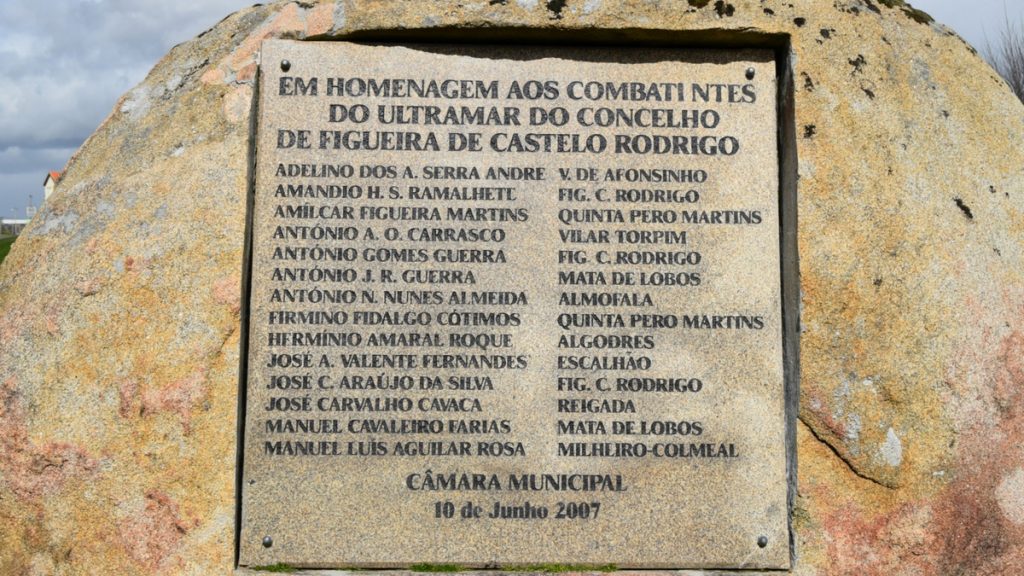 EM HOMENAGEM AOS COMBATINTES
DO ULTRAMAR DO CONCELHO
DE FIGUEIRA DE CASTELO RODRIGO
ADELINO DOS A. SERRA ANDRE V. DE AFONSINHO
AMANDIO H. S. RAMALHETE FIG. C. RODRIGO
AMÍLCAR FIGUEIRA MARTINS QUINTA PERO MARTINS
ANTÓNIO A. O. CARRASCO VILAR TORPIM
ANTÓNIO GOMES GUERRA FIG. C. RODRIGO
ANTÓNIO J. R. GUERRA MATA DE LOBOS
ANTÓNIO N. NUNES ALMEIDA ALMOFALA
FIRMINO FIDALGO CÓTIMOS QUINTA PERO MARTINS
HERMÍNIO AMARAL ROQUE ALGODRES
JOSÉ A. VALENTE FERNANDES ESCALHÃO
JOSÉ C. ARAÚJO DA SILVA FIG. C. RODRIGO
JOSÉ CARVALHO CAVACA REIGADA
MANUEL CAVALEIRO FARIAS MATA DE LOBOS
MANUEL LUÍS AGUILAR ROSA MILHEIRO-COLMEAL
CÂMARA MUNICIPAL
10 de Junho 2007